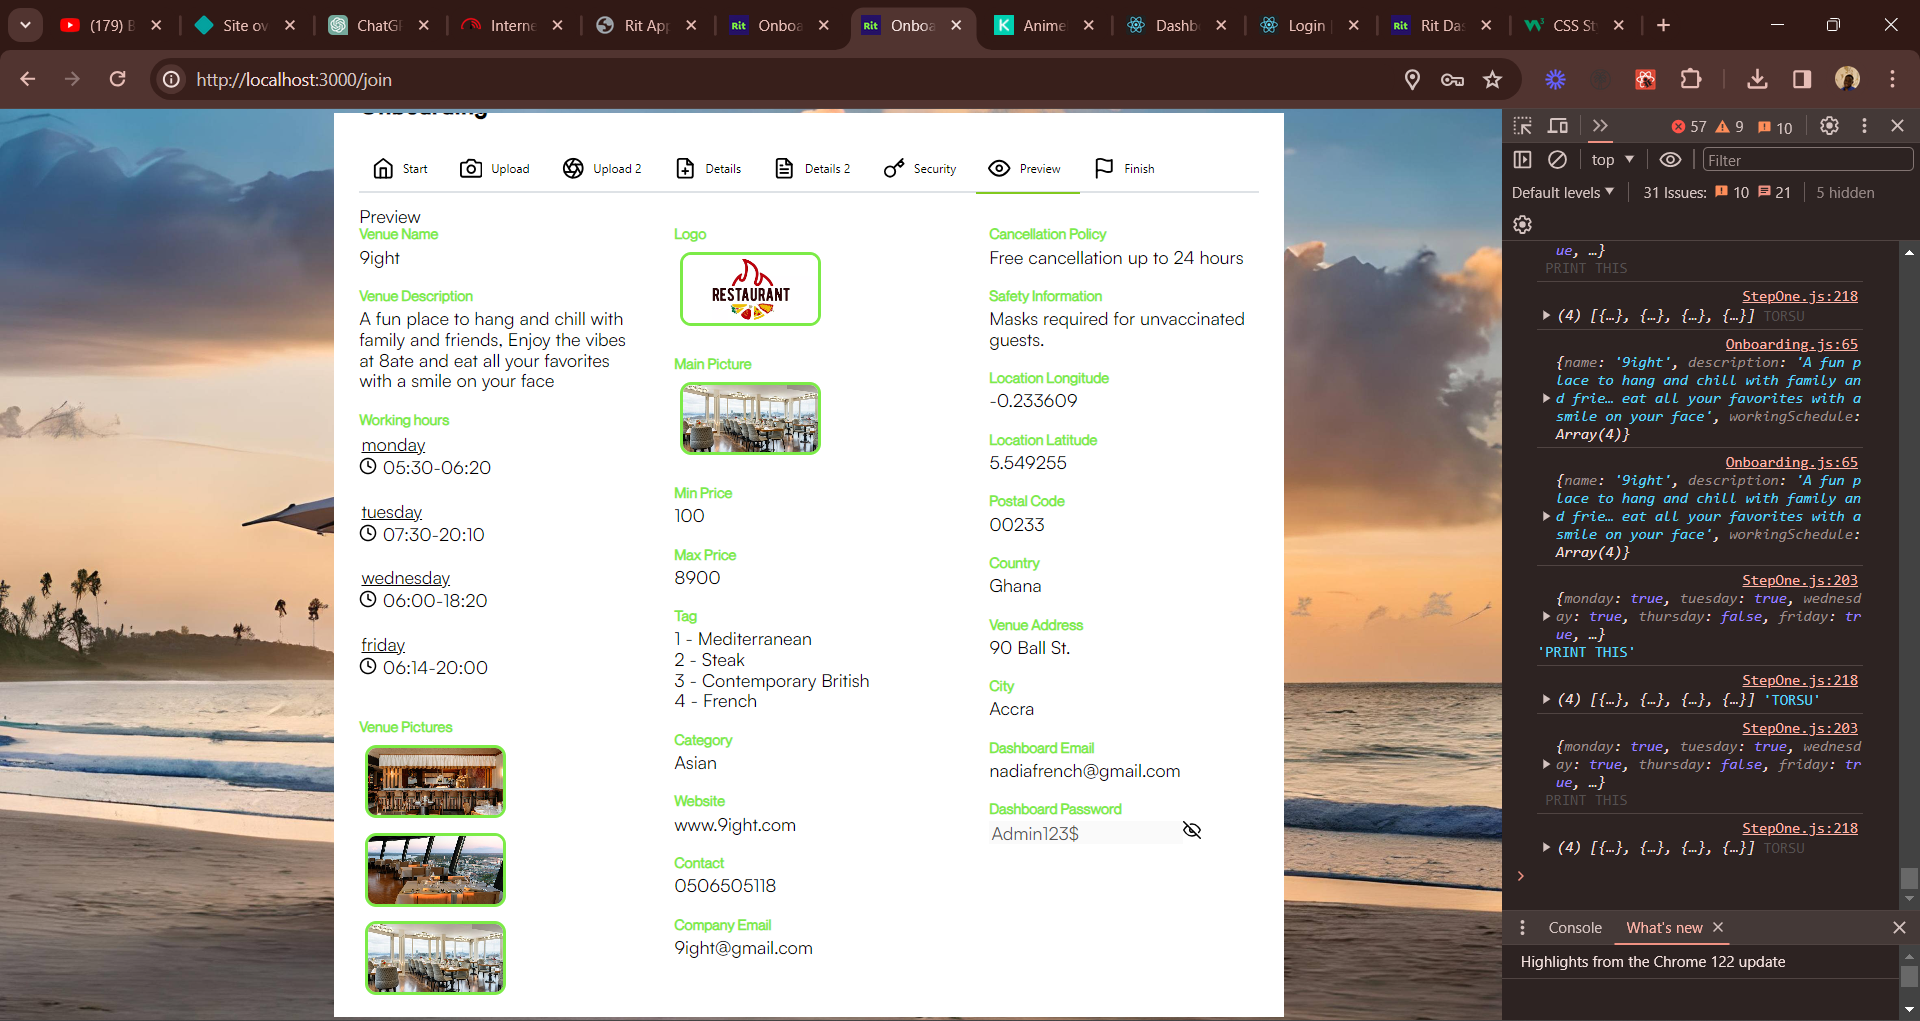 (179) B
Site ov
ChatG
Interne
Rit App
Onboa
Onboa
Anime
Dashb
Login
Rit Das
CSS St
http://localhost:3000/join
Onboarding
Start
Upload
Upload 2
Details
Details 2
Security
Preview
Finish
Preview
Venue Name
9ight
Venue Description
A fun place to hang and chill with
family and friends, Enjoy the vibes
at 8ate and eat all your favorites
with a smile on your face
Working hours
monday
05:30-06:20
tuesday
07:30-20:10
wednesday
06:00-18:20
friday
06:14-20:00
Venue Pictures
Logo
RESTAURANT
Main Picture
Min Price
100
Max Price
8900
Tag
1 - Mediterranean
2 - Steak
3 - Contemporary British
4 - French
Category
Asian
Website
www.9ight.com
Contact
0506505118
Company Email
9ight@gmail.com
Cancellation Policy
Free cancellation up to 24 hours
Safety Information
Masks required for unvaccinated
guests.
Location Longitude
-0.233609
Location Latitude
5.549255
Postal Code
00233
Country
Ghana
Venue Address
90 Ball St.
City
Accra
Dashboard Email
nadiafrench@gmail.com
Dashboard Password
Admin123$
57 9 10
top
Filter
Default levels
31 Issues: 10 21
5 hidden
ue, …}
PRINT THIS
StepOne.js:218
(4) [{…}, {…}, {…}, {…}] TORSU
Onboarding.js:65
{name: '9ight', description: 'A fun p
lace to hang and chill with family an
d frie… eat all your favorites with a
smile on your face', workingSchedule:
Array(4)}
Onboarding.js:65
{name: '9ight', description: 'A fun p
lace to hang and chill with family an
d frie… eat all your favorites with a
smile on your face', workingSchedule:
Array(4)}
StepOne.js:203
{monday: true, tuesday: true, wednesd
ay: true, thursday: false, friday: tr
ue, …}
'PRINT THIS'
StepOne.js:218
(4) [{…}, {…}, {…}, {…}] 'TORSU'
StepOne.js:203
{monday: true, tuesday: true, wednesd
ay: true, thursday: false, friday: tr
ue, …}
PRINT THIS
StepOne.js:218
(4) [{…}, {…}, {…}, {…}] TORSU
Console
What's new
Highlights from the Chrome 122 update